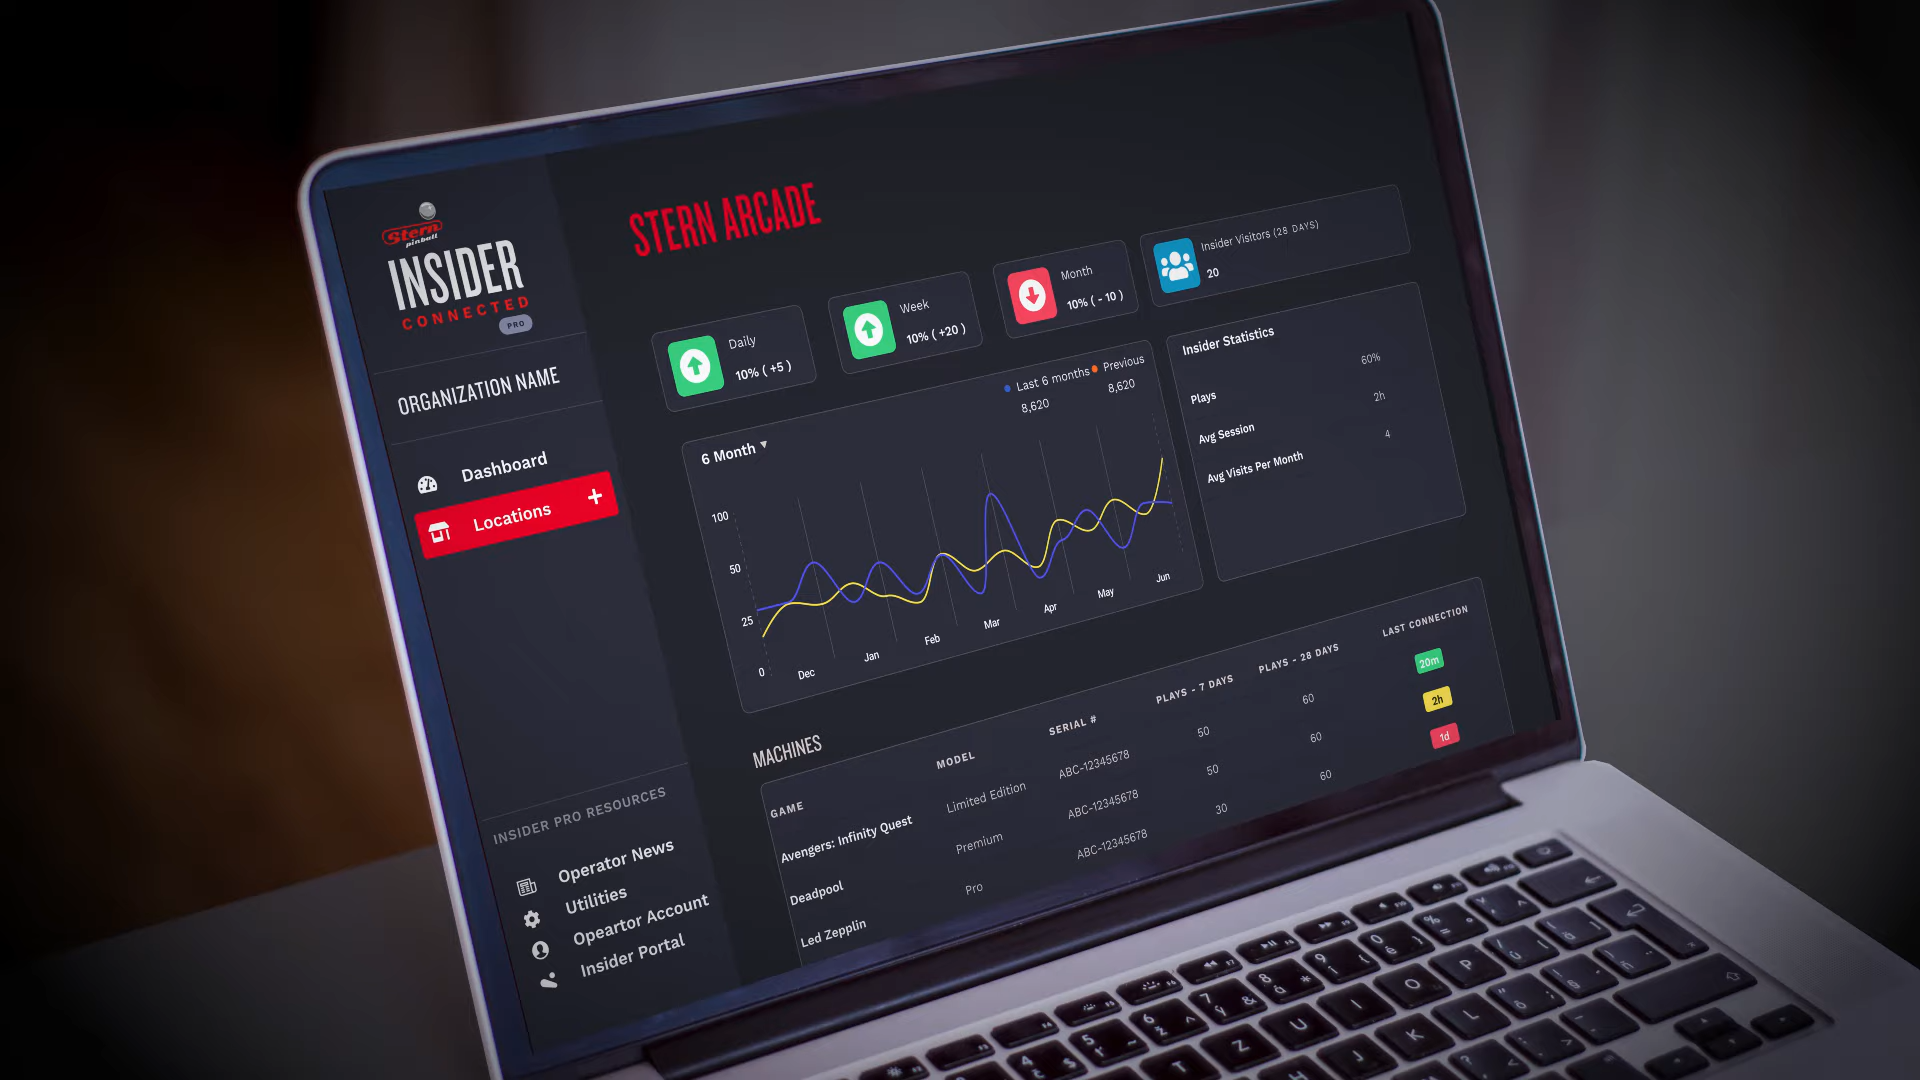 Stern
pinball
INSIDER
CONNECTED
PRO
ORGANIZATION NAME
Dashboard
Locations +
INSIDER PRO RESOURCES
Operator News
Utilities
Opeartor Account
Insider Portal
STERN ARCADE
Daily
10% ( +5 )
Week
10% ( +20 )
Month
10% ( - 10 )
Insider Visitors (28 DAYS)
20
6 Month
Last 6 months
8,620
Previous
8,620
100
50
25
0
Dec
Jan
Feb
Mar
Apr
May
Jun
Insider Statistics
Plays 60%
Avg Session 2h
Avg Visits Per Month 4
MACHINES
GAME MODEL SERIAL # PLAYS - 7 DAYS PLAYS - 28 DAYS LAST CONNECTION
Avengers: Infinity Quest Limited Edition ABC-12345678 50 60 20m
Deadpool Premium ABC-12345678 50 60 2h
Led Zepplin Pro ABC-12345678 30 60 1d